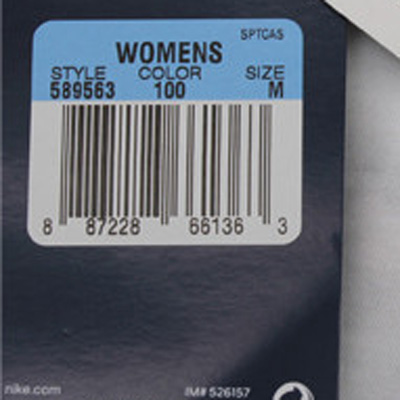 SPTCAS
WOMENS
STYLE COLOR SIZE
589563 100 M
8 87228 66136 3
nike.com IM# 526157